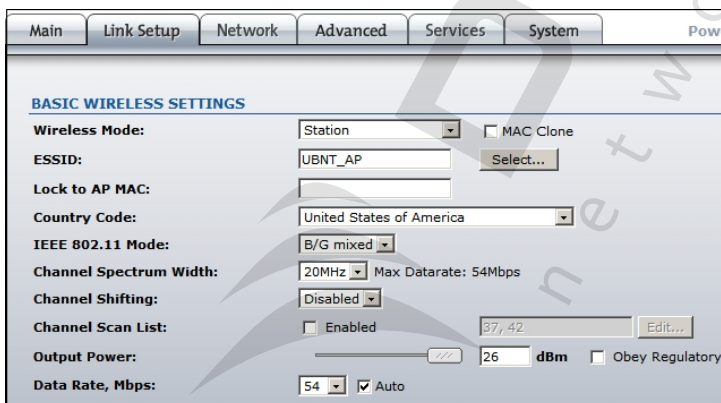 Main Link Setup Network Advanced Services System Pow
BASIC WIRELESS SETTINGS
Wireless Mode: Station MAC Clone
ESSID: UBNT_AP Select...
Lock to AP MAC:
Country Code: United States of America
IEEE 802.11 Mode: B/G mixed
Channel Spectrum Width: 20MHz Max Datarate: 54Mbps
Channel Shifting: Disabled
Channel Scan List: Enabled 37, 42 Edit...
Output Power: 26 dBm Obey Regulatory
Data Rate, Mbps: 54 Auto
n e t w o